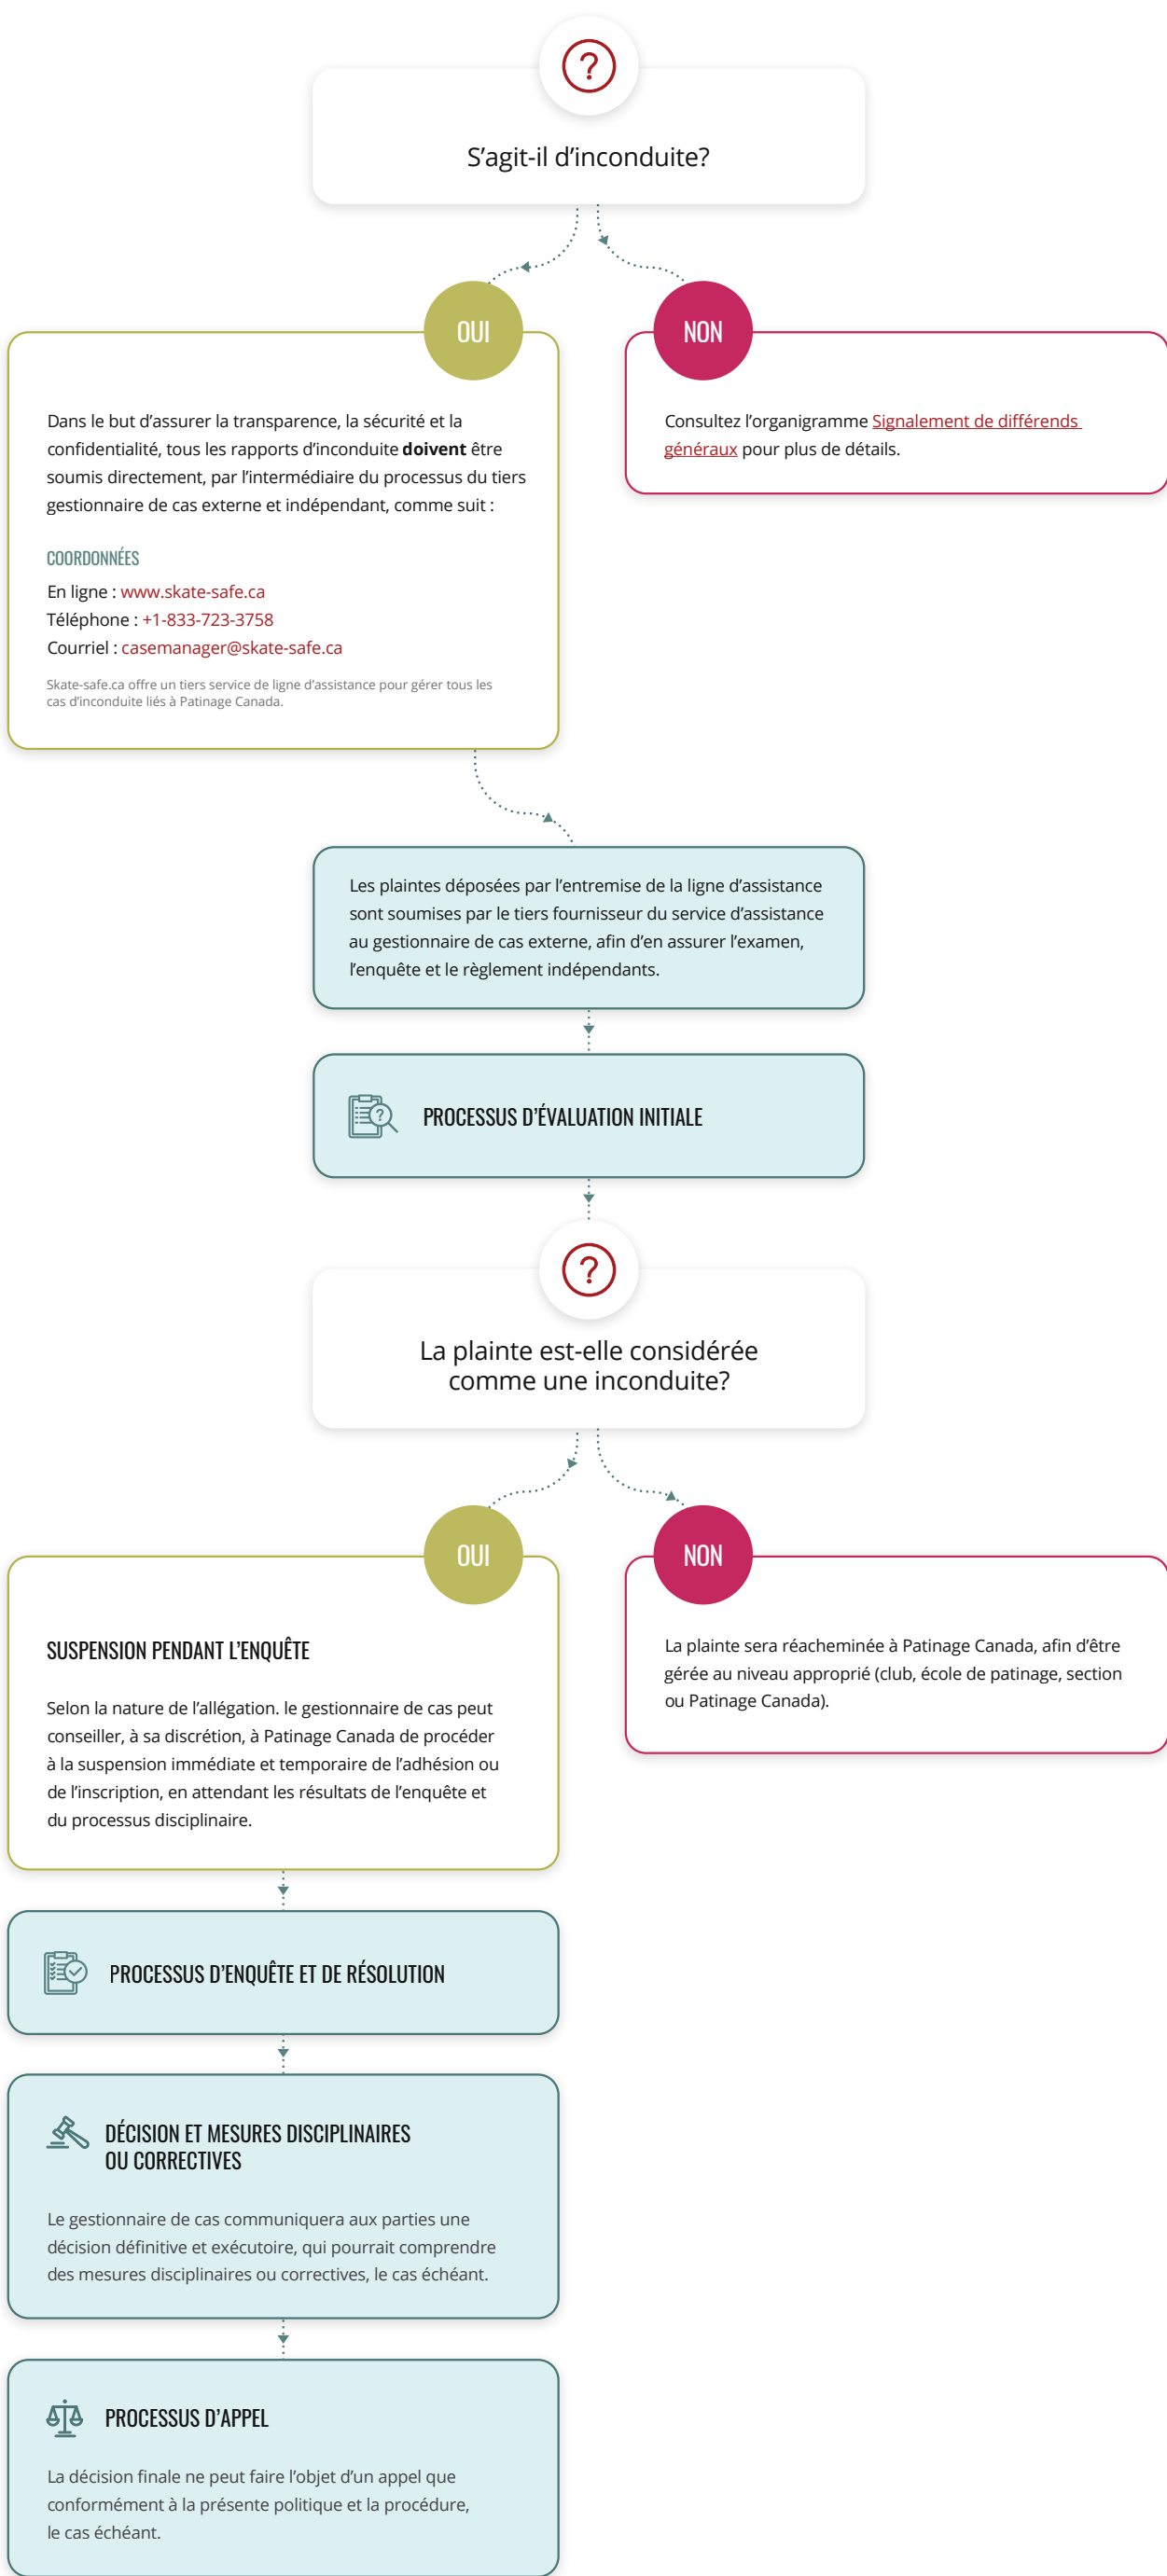 ?
S’agit-il d’inconduite?
OUI
Dans le but d’assurer la transparence, la sécurité et la
confidentialité, tous les rapports d’inconduite doivent être
soumis directement, par l’intermédiaire du processus du tiers
gestionnaire de cas externe et indépendant, comme suit :
COORDONNÉES
En ligne : www.skate-safe.ca
Téléphone : +1-833-723-3758
Courriel : casemanager@skate-safe.ca
Skate-safe.ca offre un tiers service de ligne d’assistance pour gérer tous les
cas d’inconduite liés à Patinage Canada.
NON
Consultez l’organigramme Signalement de différends
généraux pour plus de détails.
Les plaintes déposées par l’entremise de la ligne d’assistance
sont soumises par le tiers fournisseur du service d’assistance
au gestionnaire de cas externe, afin d’en assurer l’examen,
l’enquête et le règlement indépendants.
?
PROCESSUS D’ÉVALUATION INITIALE
?
La plainte est-elle considérée
comme une inconduite?
OUI
SUSPENSION PENDANT L’ENQUÊTE
Selon la nature de l’allégation. le gestionnaire de cas peut
conseiller, à sa discrétion, à Patinage Canada de procéder
à la suspension immédiate et temporaire de l’adhésion ou
de l’inscription, en attendant les résultats de l’enquête et
du processus disciplinaire.
NON
La plainte sera réacheminée à Patinage Canada, afin d’être
gérée au niveau approprié (club, école de patinage, section
ou Patinage Canada).
PROCESSUS D’ENQUÊTE ET DE RÉSOLUTION
DÉCISION ET MESURES DISCIPLINAIRES
OU CORRECTIVES
Le gestionnaire de cas communiquera aux parties une
décision définitive et exécutoire, qui pourrait comprendre
des mesures disciplinaires ou correctives, le cas échéant.
PROCESSUS D’APPEL
La décision finale ne peut faire l’objet d’un appel que
conformément à la présente politique et la procédure,
le cas échéant.